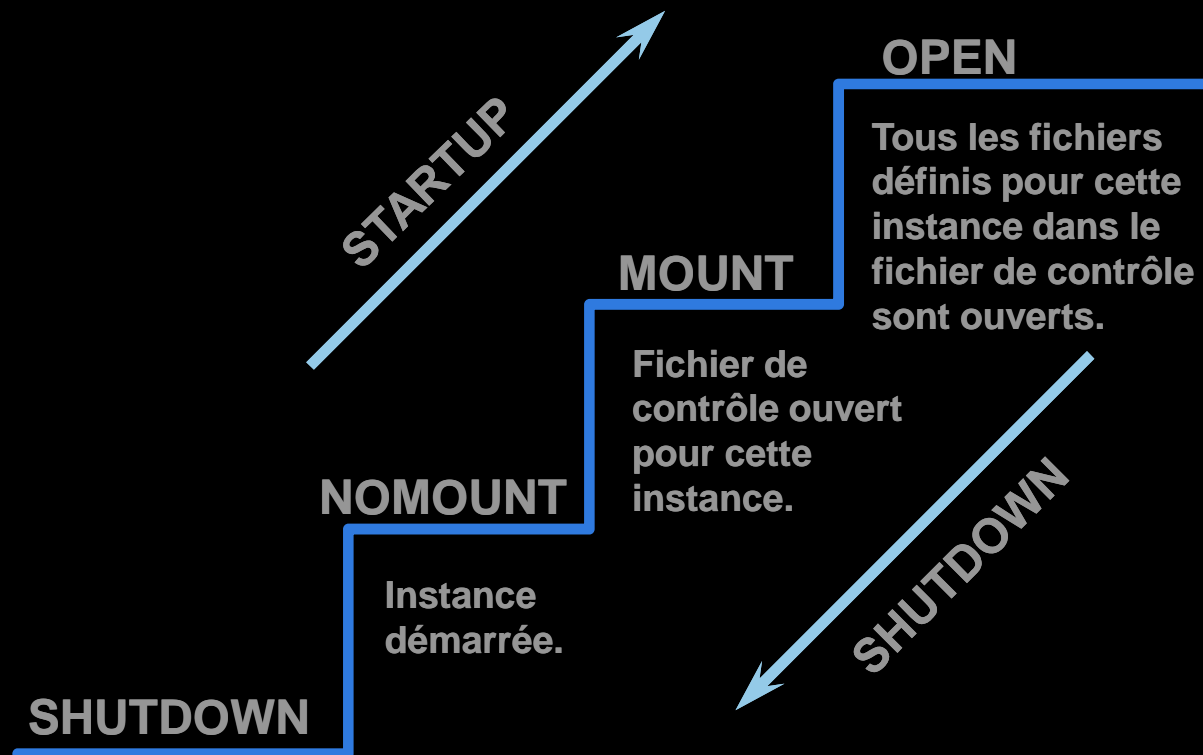 OPEN
Tous les fichiers
définis pour cette
instance dans le
fichier de contrôle
sont ouverts.
STARTUP
MOUNT
Fichier de
contrôle ouvert
pour cette
instance.
NOMOUNT
Instance
démarrée.
SHUTDOWN
SHUTDOWN